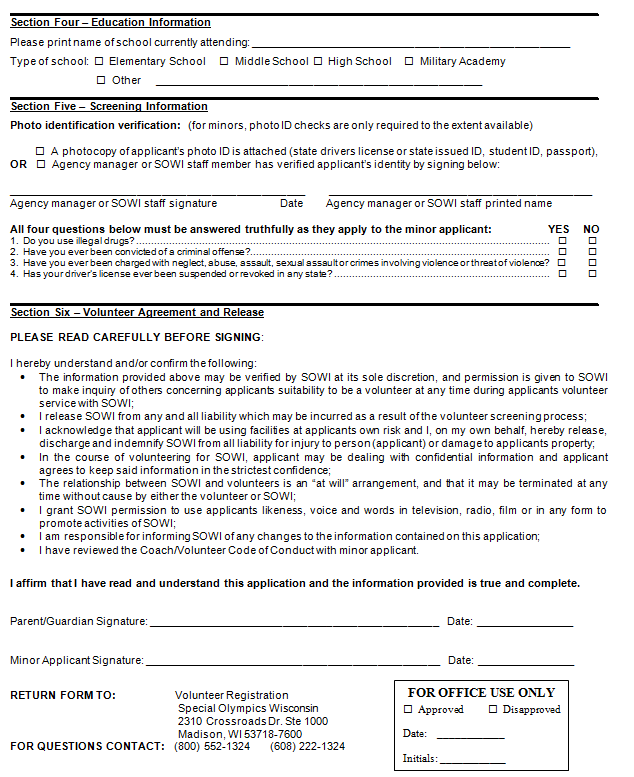 Section Four – Education Information
Please print name of school currently attending: ___________________________________________
Type of school: ☐ Elementary School ☐ Middle School ☐ High School ☐ Military Academy
☐ Other ___________________________________________
Section Five – Screening Information
Photo identification verification: (for minors, photo ID checks are only required to the extent available)
☐ A photocopy of applicant's photo ID is attached (state drivers license or state issued ID, student ID, passport),
OR ☐ Agency manager or SOWI staff member has verified applicant's identity by signing below:
___________________________________________ ___________________________________________
Agency manager or SOWI staff signature Date Agency manager or SOWI staff printed name
All four questions below must be answered truthfully as they apply to the minor applicant: YES NO
1. Do you use illegal drugs?........................................ ☐ ☐
2. Have you ever been convicted of a criminal offense?........................................ ☐ ☐
3. Have you ever been charged with neglect, abuse, assault, sexual assault or crimes involving violence or threat of violence? ☐ ☐
4. Has your driver's license ever been suspended or revoked in any state?........................................ ☐ ☐
Section Six – Volunteer Agreement and Release
PLEASE READ CAREFULLY BEFORE SIGNING:
I hereby understand and/or confirm the following:
• The information provided above may be verified by SOWI at its sole discretion, and permission is given to SOWI
to make inquiry of others concerning applicants suitability to be a volunteer at any time during applicants volunteer
service with SOWI;
• I release SOWI from any and all liability which may be incurred as a result of the volunteer screening process;
• I acknowledge that applicant will be using facilities at applicants own risk and I, on my own behalf, hereby release,
discharge and indemnify SOWI from all liability for injury to person (applicant) or damage to applicants property;
• In the course of volunteering for SOWI, applicant may be dealing with confidential information and applicant
agrees to keep said information in the strictest confidence;
• The relationship between SOWI and volunteers is an “at will” arrangement, and that it may be terminated at any
time without cause by either the volunteer or SOWI;
• I grant SOWI permission to use applicants likeness, voice and words in television, radio, film or in any form to
promote activities of SOWI;
• I am responsible for informing SOWI of any changes to the information contained on this application;
• I have reviewed the Coach/Volunteer Code of Conduct with minor applicant.
I affirm that I have read and understand this application and the information provided is true and complete.
Parent/Guardian Signature: ___________________________________________ Date: ______________
Minor Applicant Signature: ___________________________________________ Date: ______________
RETURN FORM TO: Volunteer Registration
Special Olympics Wisconsin
2310 Crossroads Dr. Ste 1000
Madison, WI 53718-7600
FOR QUESTIONS CONTACT: (800) 552-1324 (608) 222-1324
FOR OFFICE USE ONLY
☐ Approved ☐ Disapproved
Date: __________
Initials: __________